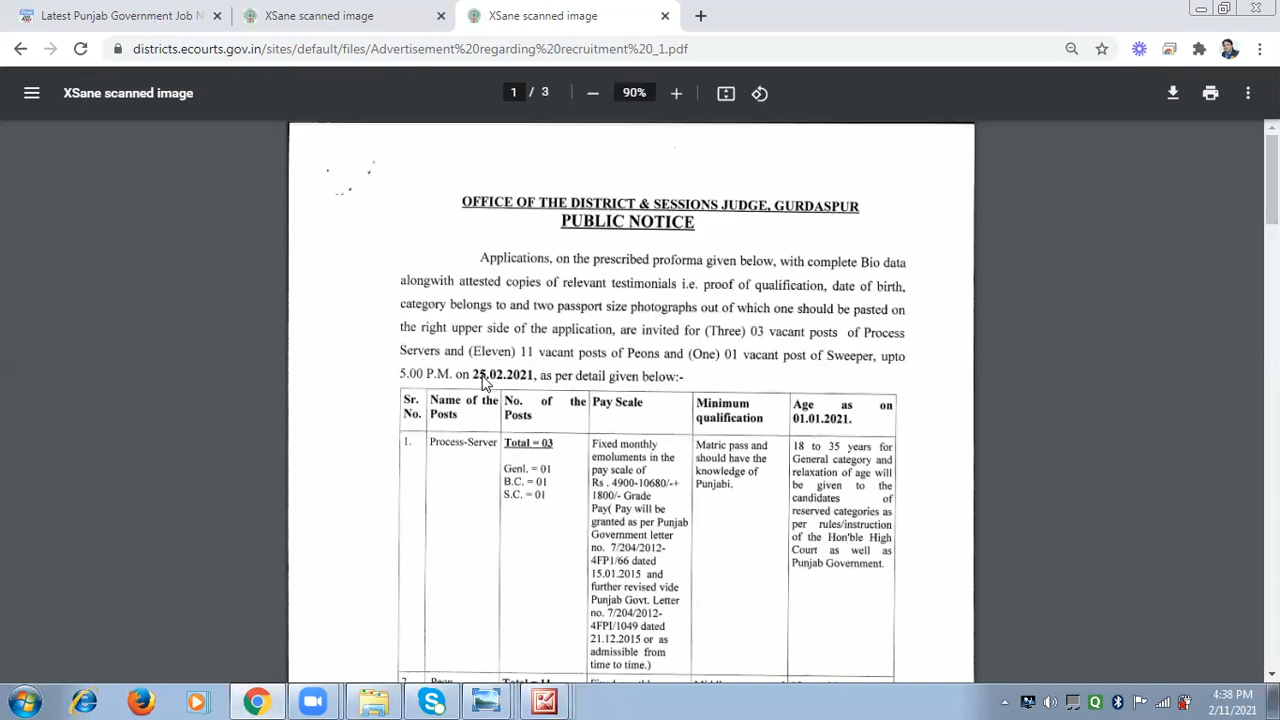 Latest Punjab Government Job N
XSane scanned image
XSane scanned image
districts.ecourts.gov.in/sites/default/files/Advertisement%20regarding%20recruitment%20_1.pdf
XSane scanned image
1 / 3
90%
OFFICE OF THE DISTRICT & SESSIONS JUDGE, GURDASPUR
PUBLIC NOTICE
Applications, on the prescribed proforma given below, with complete Bio data
alongwith attested copies of relevant testimonials i.e. proof of qualification, date of birth,
category belongs to and two passport size photographs out of which one should be pasted on
the right upper side of the application, are invited for (Three) 03 vacant posts of Process
Servers and (Eleven) 11 vacant posts of Peons and (One) 01 vacant post of Sweeper, upto
5.00 P.M. on 25.02.2021, as per detail given below:-
Sr. No.
Name of the Posts
No. of the Posts
Pay Scale
Minimum qualification
Age as on 01.01.2021.
1.
Process-Server
Total = 03
Genl. = 01
B.C. = 01
S.C. = 01
Fixed monthly
emoluments in the
pay scale of
Rs . 4900-10680/-+
1800/- Grade
Pay( Pay will be
granted as per Punjab
Government letter
no. 7/204/2012-
4FP1/66 dated
15.01.2015 and
further revised vide
Punjab Govt. Letter
no. 7/204/2012-
4FPI/1049 dated
21.12.2015 or as
admissible from
time to time.)
Matric pass and
should have the
knowledge of
Punjabi.
18 to 35 years for
General category and
relaxation of age will
be given to the
candidates of
reserved categories as
per rules/instruction
of the Hon'ble High
Court as well as
Punjab Government.
4:38 PM
2/11/2021